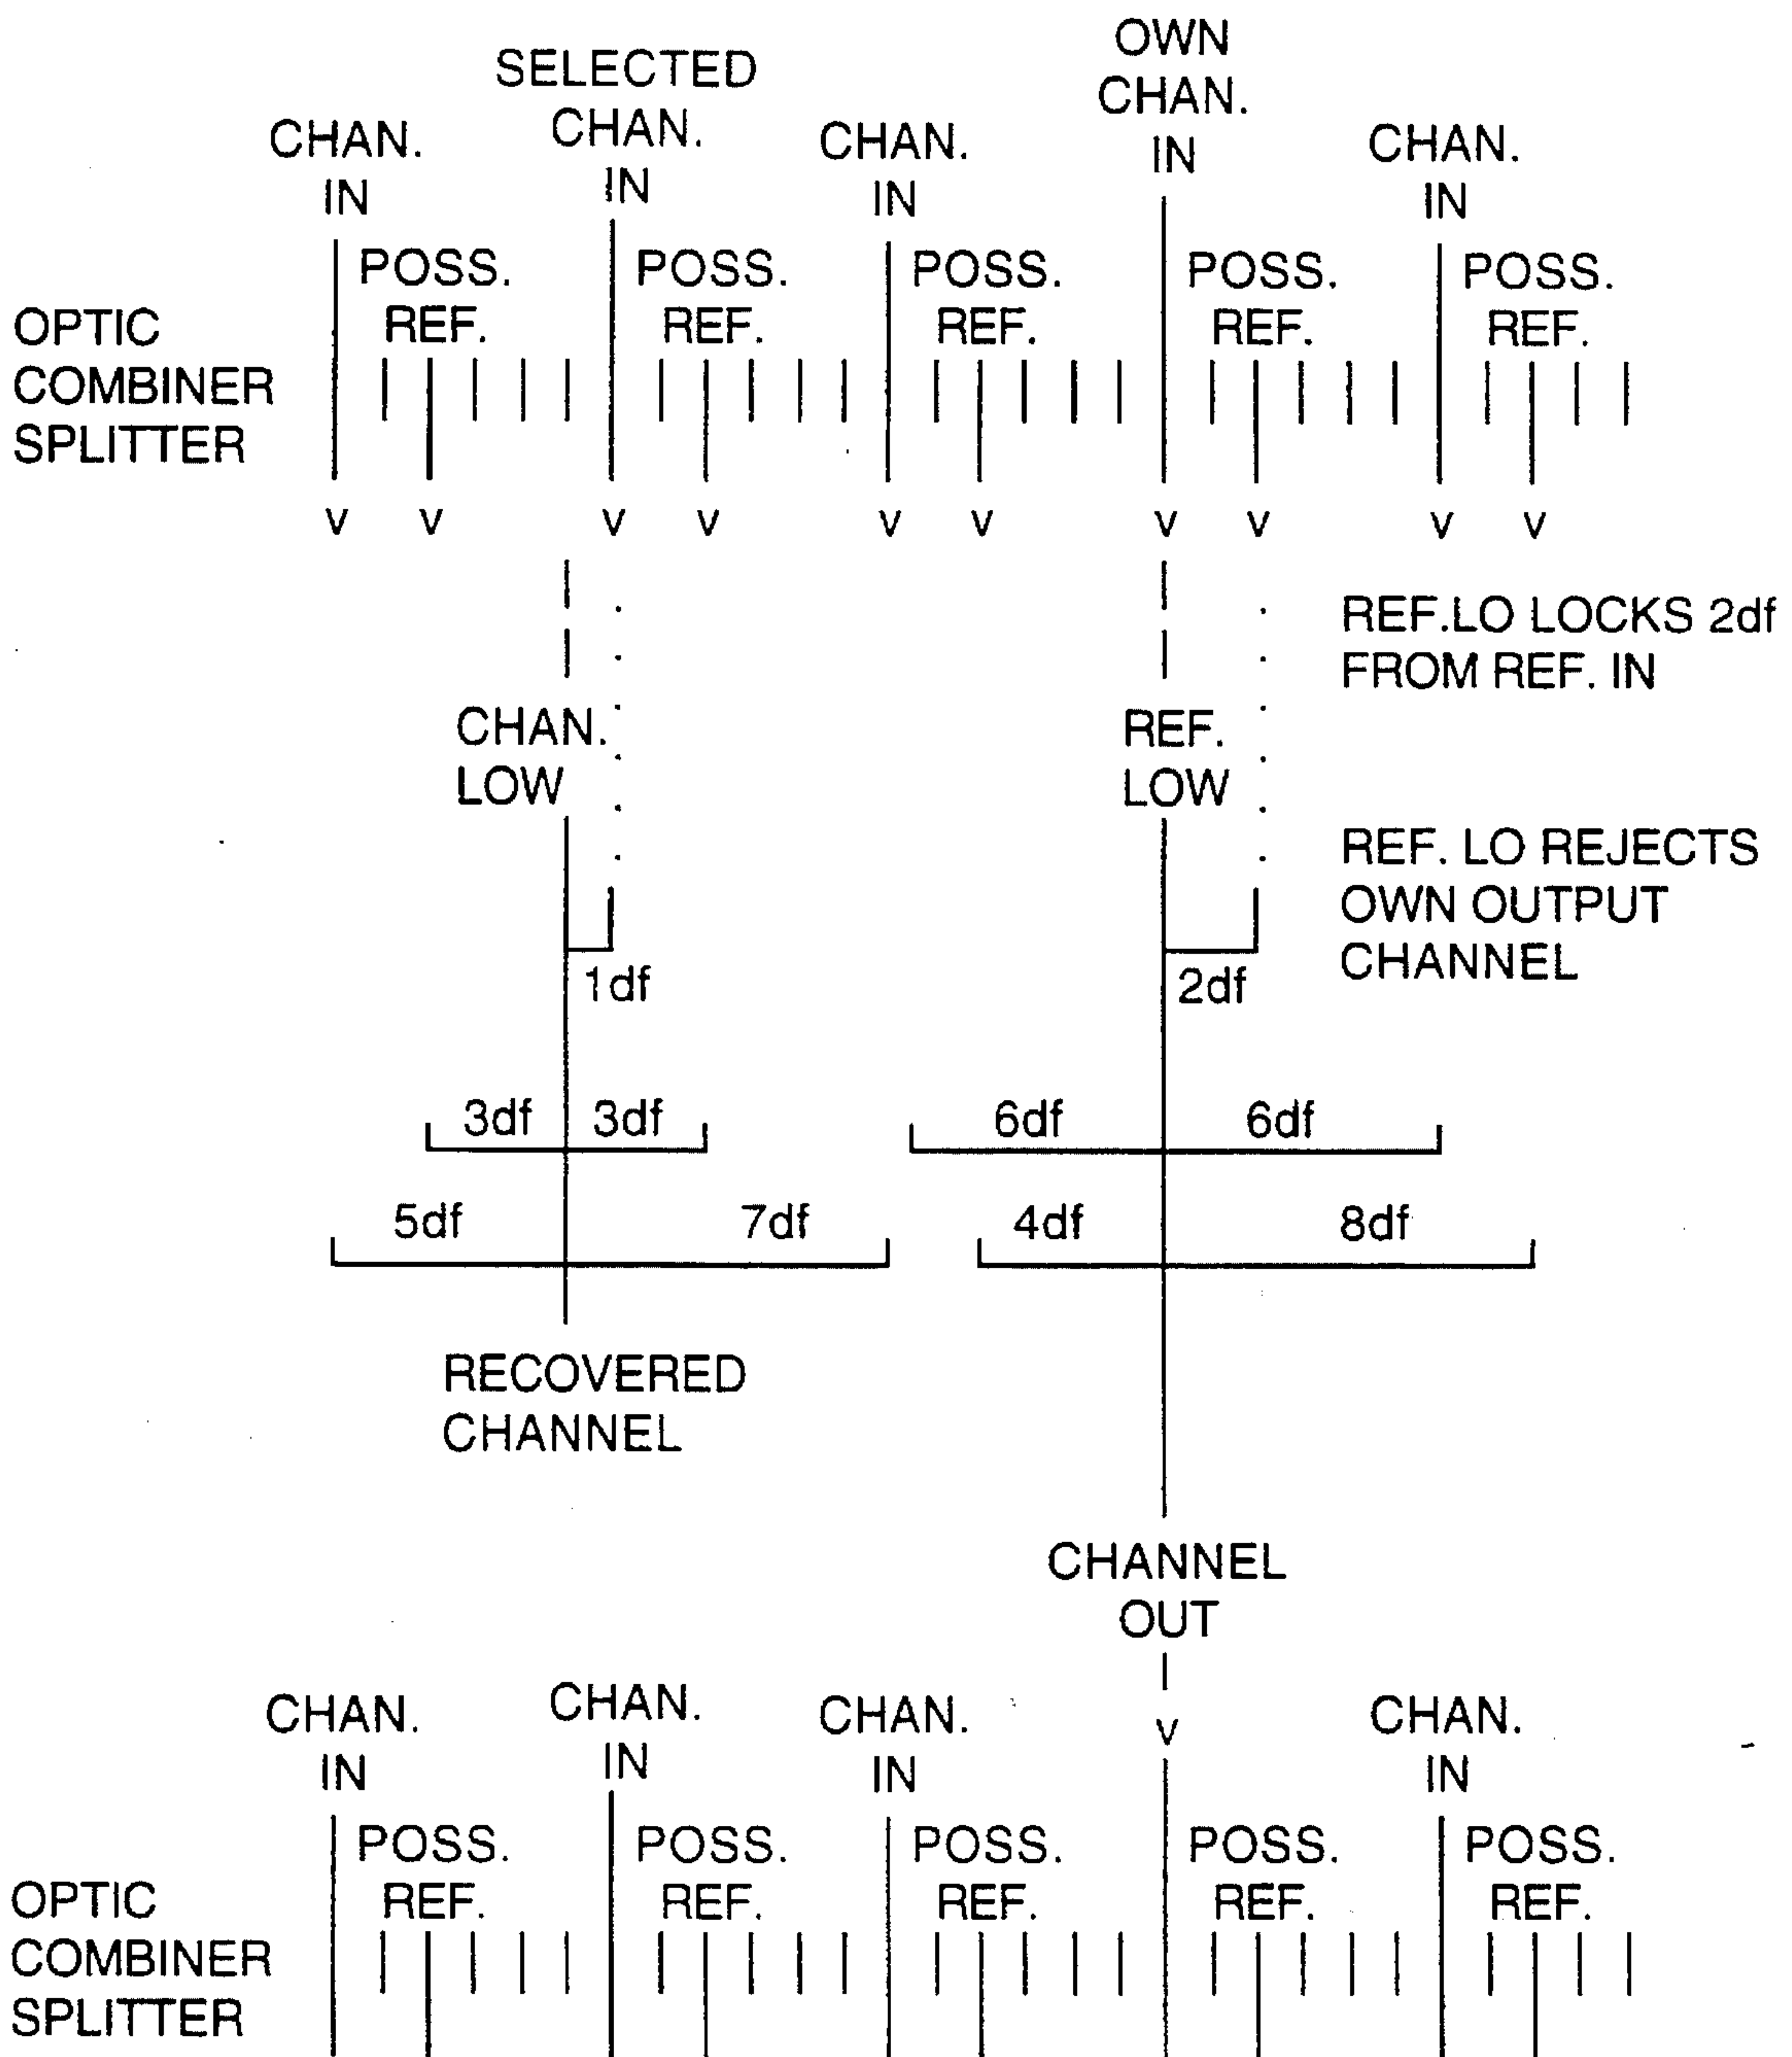 OWN
CHAN.
IN
SELECTED
CHAN.
IN
CHAN.
IN
CHAN.
IN
CHAN.
IN
POSS.
REF.
POSS.
REF.
POSS.
REF.
POSS.
REF.
POSS.
REF.
OPTIC
COMBINER
SPLITTER
v v v v v v v v v v
REF.LO LOCKS 2df
FROM REF. IN
CHAN.
LOW
REF.
LOW
REF. LO REJECTS
OWN OUTPUT
CHANNEL
1df
2df
3df 3df
6df 6df
5df 7df
4df 8df
RECOVERED
CHANNEL
CHANNEL
OUT
v
CHAN.
IN
CHAN.
IN
CHAN.
IN
CHAN.
IN
POSS.
REF.
POSS.
REF.
POSS.
REF.
POSS.
REF.
POSS.
REF.
OPTIC
COMBINER
SPLITTER